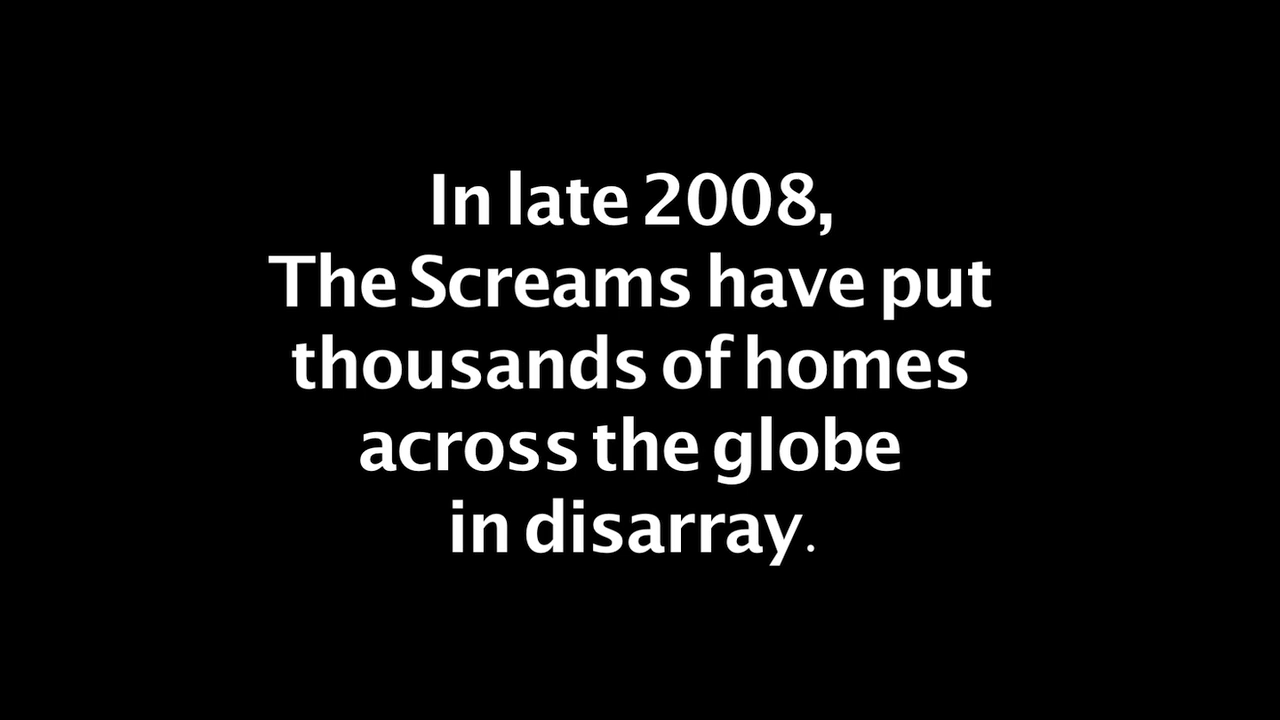 In late 2008,
The Screams have put
thousands of homes
across the globe
in disarray.